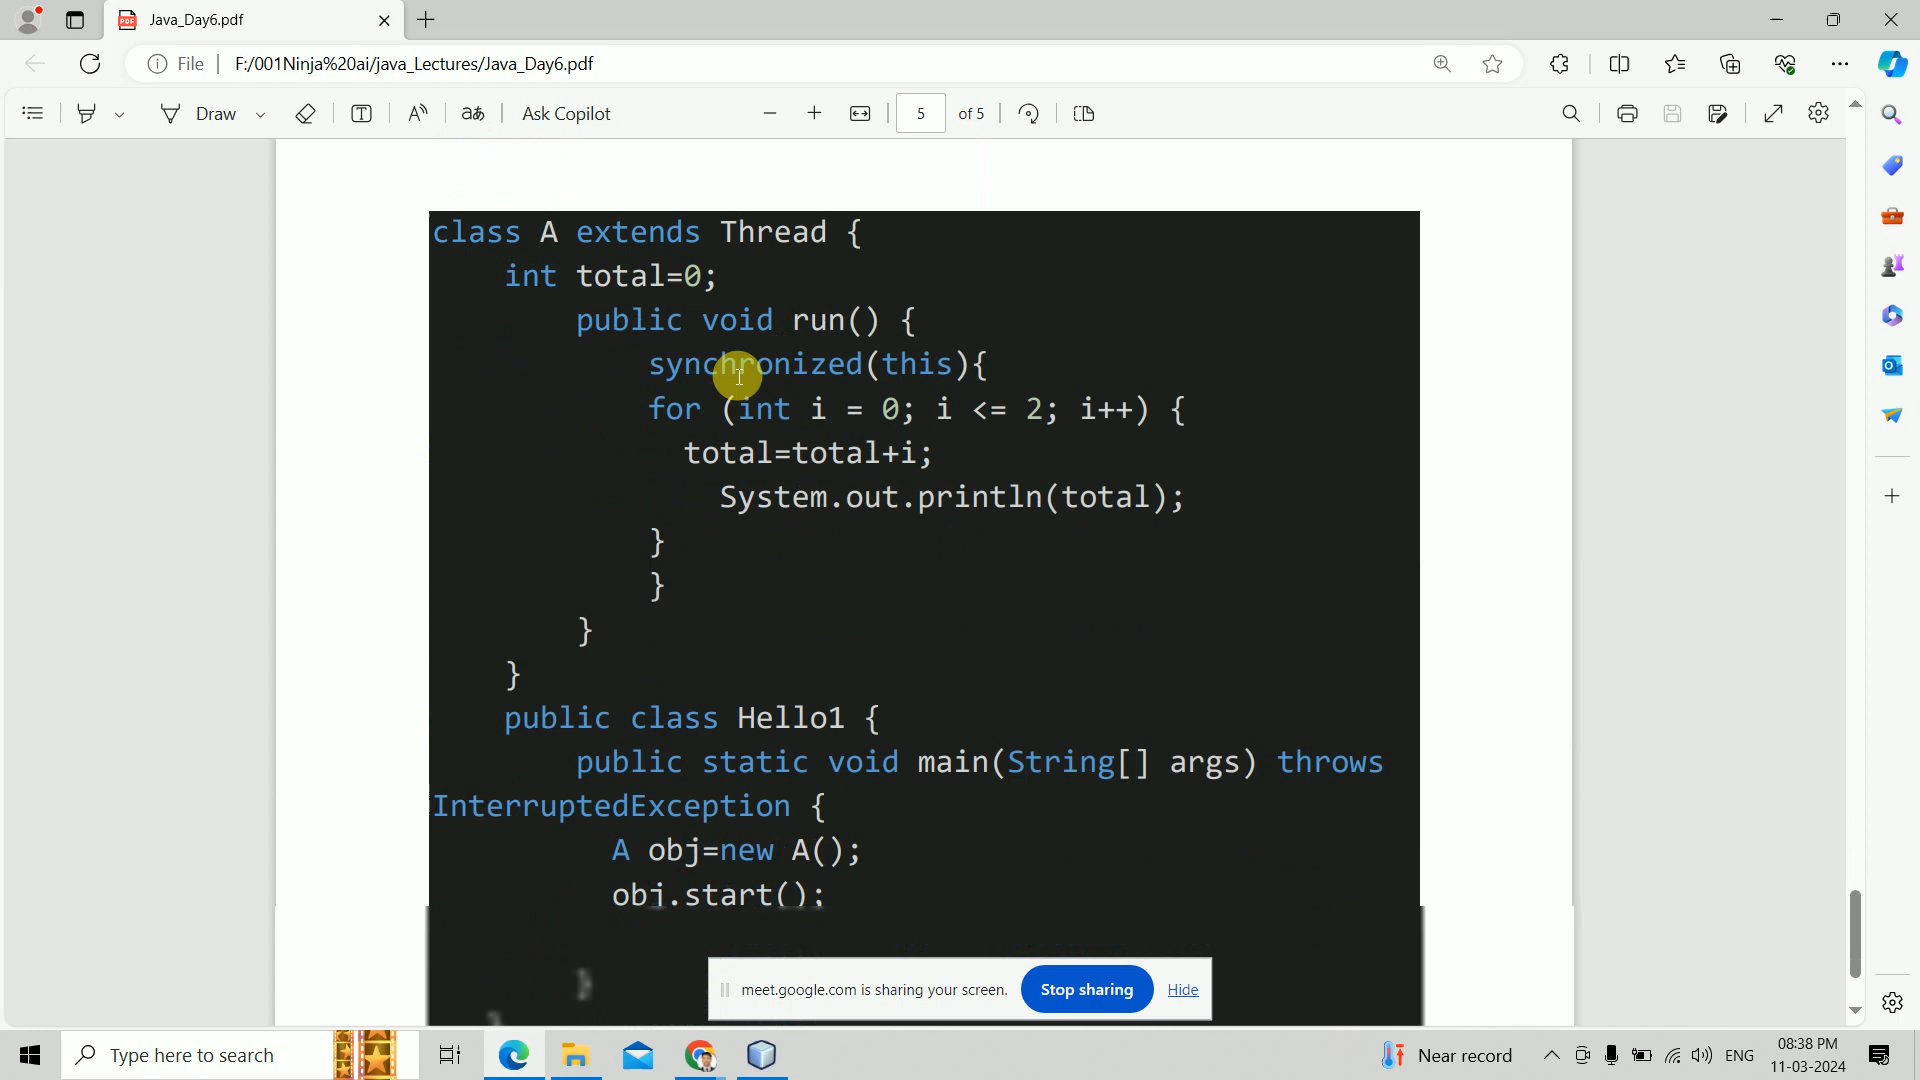 Java_Day6.pdf
File
F:/001Ninja%20ai/java_Lectures/Java_Day6.pdf
Draw
aあ
Ask Copilot
5 of 5
class A extends Thread {
int total=0;
public void run() {
synchronized(this){
for (int i = 0; i <= 2; i++) {
total=total+i;
System.out.println(total);
}
}
}
}
public class Hello1 {
public static void main(String[] args) throws
InterruptedException {
A obj=new A();
obj.start();
}
meet.google.com is sharing your screen.
Stop sharing
Hide
Type here to search
Near record
ENG
08:38 PM
11-03-2024